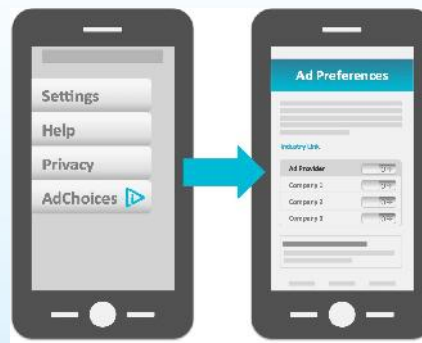 Settings
Help
Privacy
AdChoices
Ad Preferences
Industry Link
Ad Provider
Company 1
Company 2
Company 3